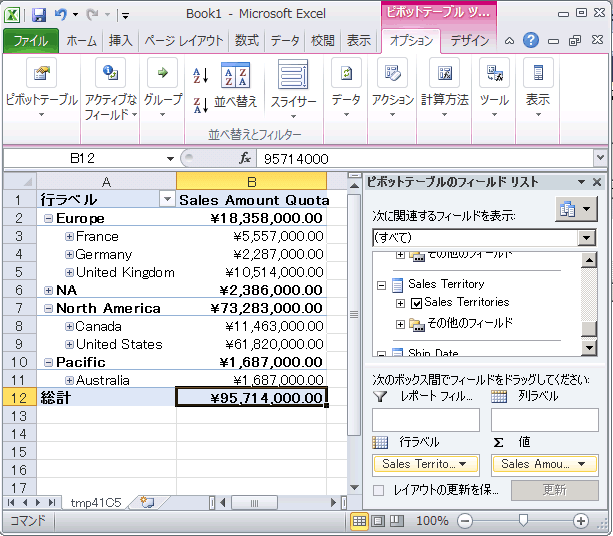 Book1 - Microsoft Excel
ピボットテーブル ツ...
ファイル ホーム 挿入 ページ レイアウト 数式 データ 校閲 表示 オプション デザイン
ピボットテーブル アクティブな フィールド グループ 並べ替え スライサー データ アクション 計算方法 ツール 表示
並べ替えとフィルター
B12 fx 95714000
A B
1 行ラベル Sales Amount Quota
2 Europe ¥18,358,000.00
3 France ¥5,557,000.00
4 Germany ¥2,287,000.00
5 United Kingdom ¥10,514,000.00
6 NA ¥2,386,000.00
7 North America ¥73,283,000.00
8 Canada ¥11,463,000.00
9 United States ¥61,820,000.00
10 Pacific ¥1,687,000.00
11 Australia ¥1,687,000.00
12 総計 ¥95,714,000.00
13
14
15
16
17
tmp41C5
ピボットテーブルのフィールド リスト
次に関連するフィールドを表示:
(すべて)
その他のフィールド
Sales Territory
Sales Territories
その他のフィールド
Ship Date
次のボックス間でフィールドをドラッグしてください:
レポート フィル... 列ラベル
行ラベル Σ 値
Sales Territo... Sales Amou...
レイアウトの更新を保... 更新
コマンド 100%